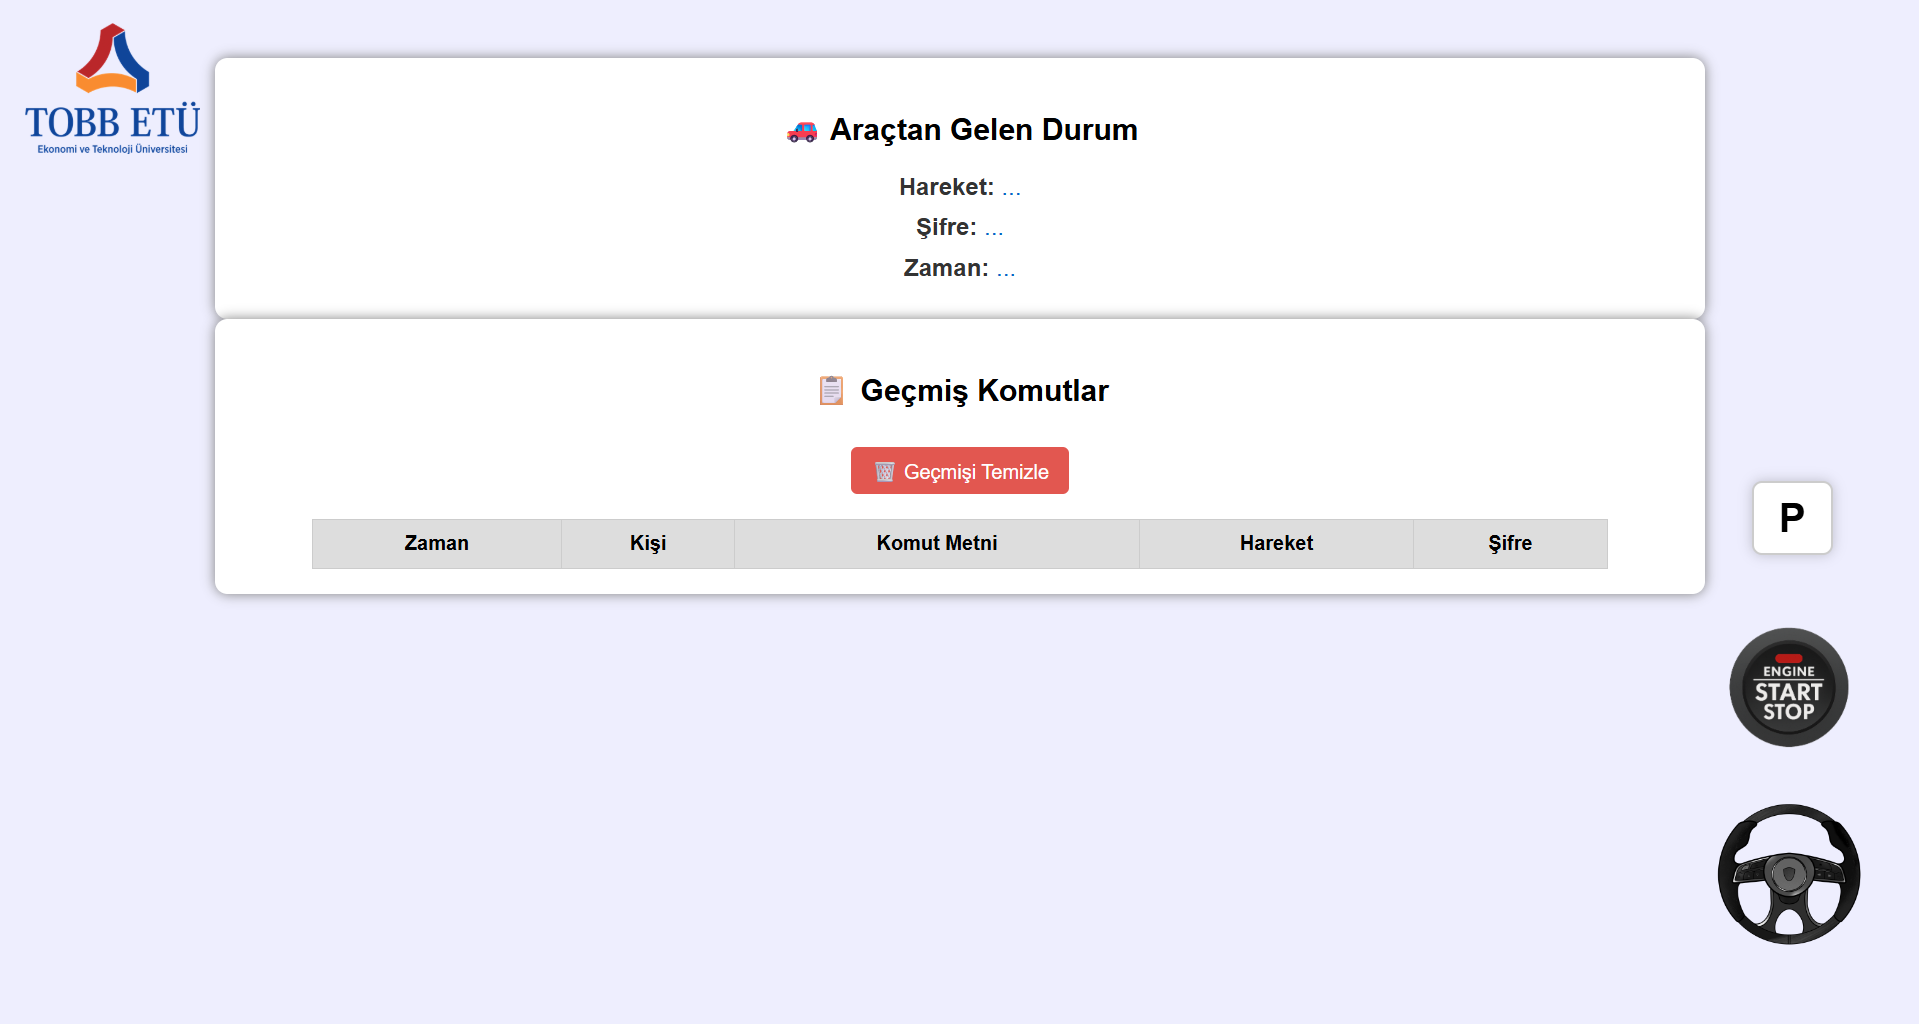 TOBB ETÜ
Ekonomi ve Teknoloji Üniversitesi
Araçtan Gelen Durum
Hareket: ...
Şifre: ...
Zaman: ...
Geçmiş Komutlar
Geçmişi Temizle
Zaman Kişi Komut Metni Hareket Şifre
P
ENGINE
START
STOP